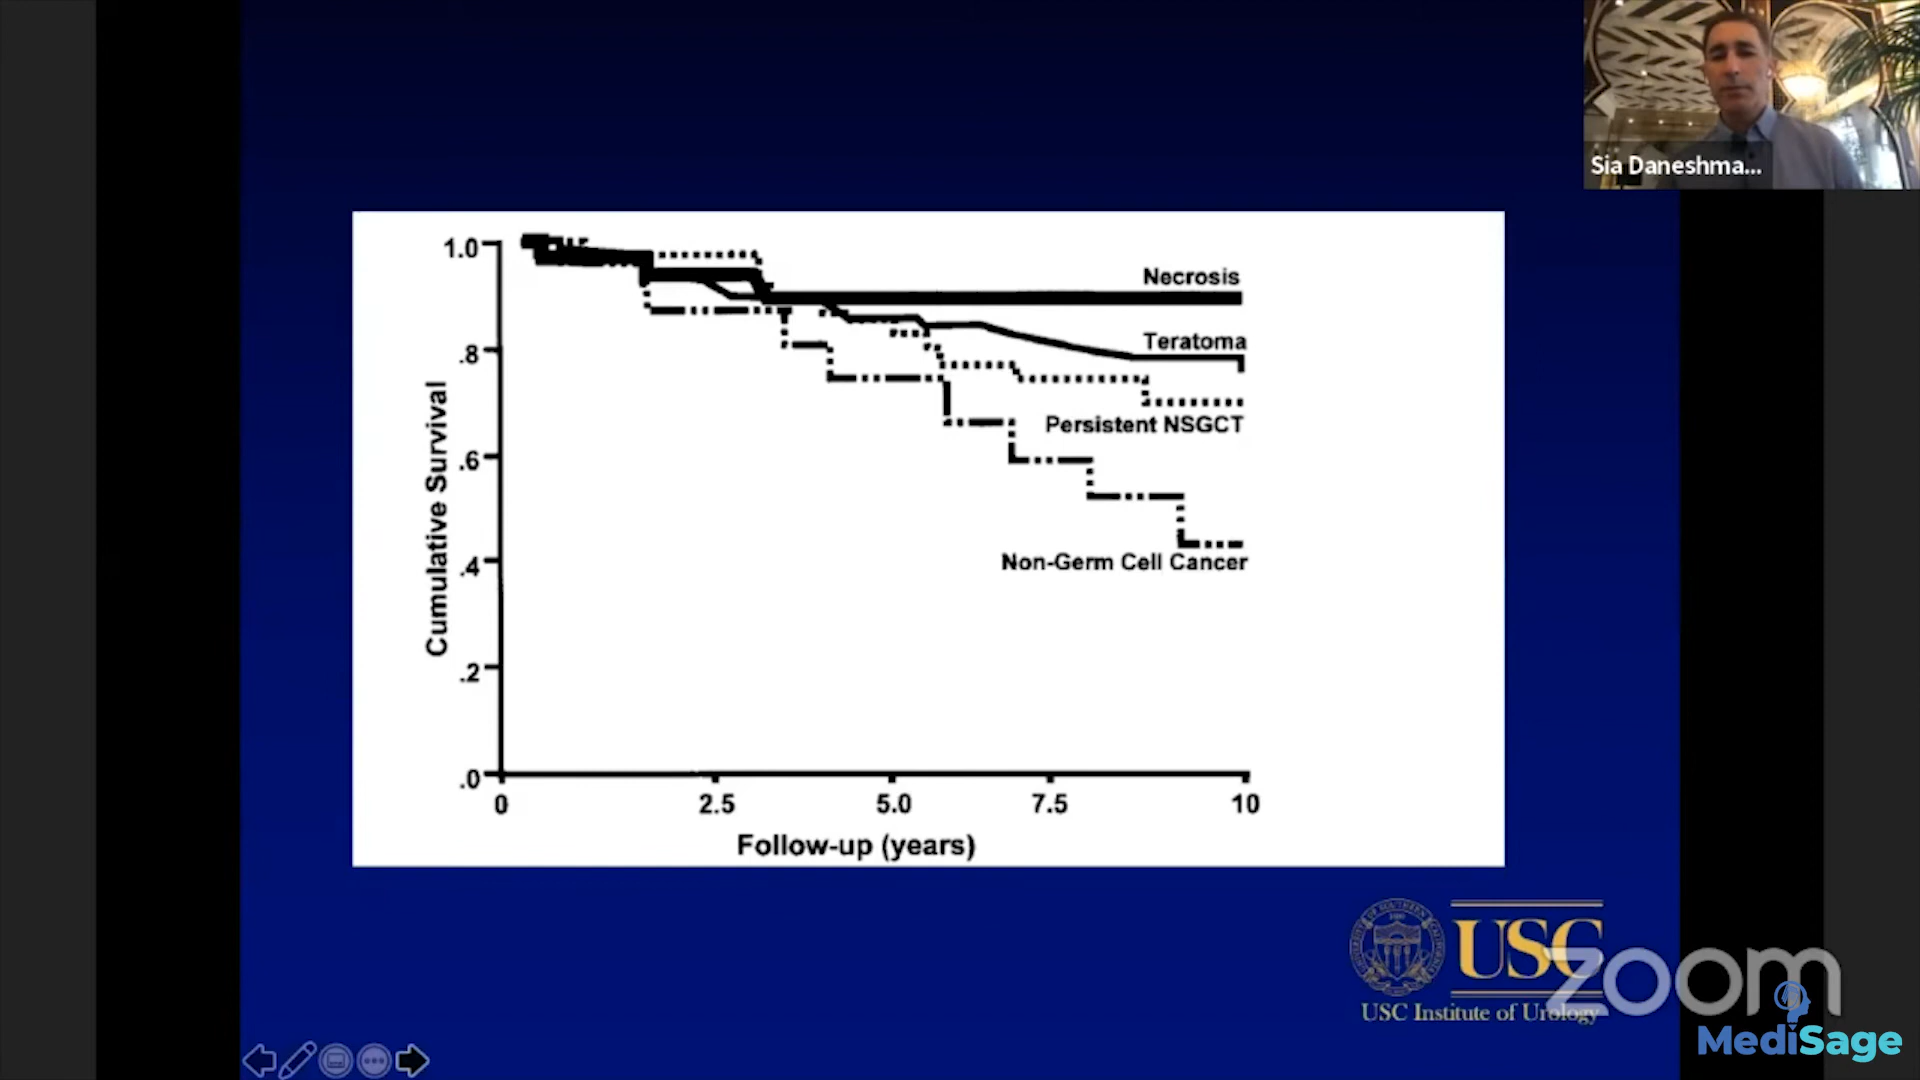 Sia Daneshma...
1.0
.8
.6
.4
.2
.0
Cumulative Survival
Necrosis
Teratoma
Persistent NSGCT
Non-Germ Cell Cancer
0 2.5 5.0 7.5 10
Follow-up (years)
USC
USC Institute of Urology
zoom
MediSage